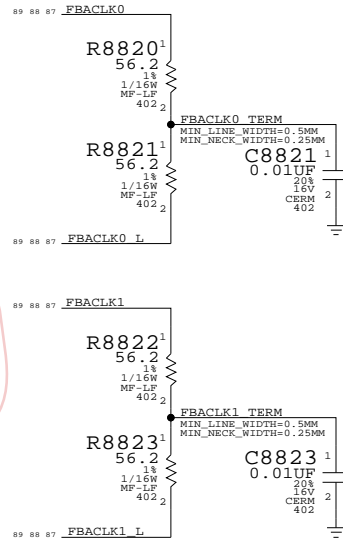 89 88 87 FBACLK0
R8820 1
56.2
1%
1/16W
MF-LF
402 2
FBACLK0_TERM
MIN_LINE_WIDTH=0.5MM
MIN_NECK_WIDTH=0.25MM
R8821 1
56.2
1%
1/16W
MF-LF
402 2
C8821 1
0.01UF
20%
16V
CERM
402
2
89 88 87 FBACLK0_L
89 88 87 FBACLK1
R8822 1
56.2
1%
1/16W
MF-LF
402 2
FBACLK1_TERM
MIN_LINE_WIDTH=0.5MM
MIN_NECK_WIDTH=0.25MM
R8823 1
56.2
1%
1/16W
MF-LF
402 2
C8823 1
0.01UF
20%
16V
CERM
402
2
89 88 87 FBACLK1_L